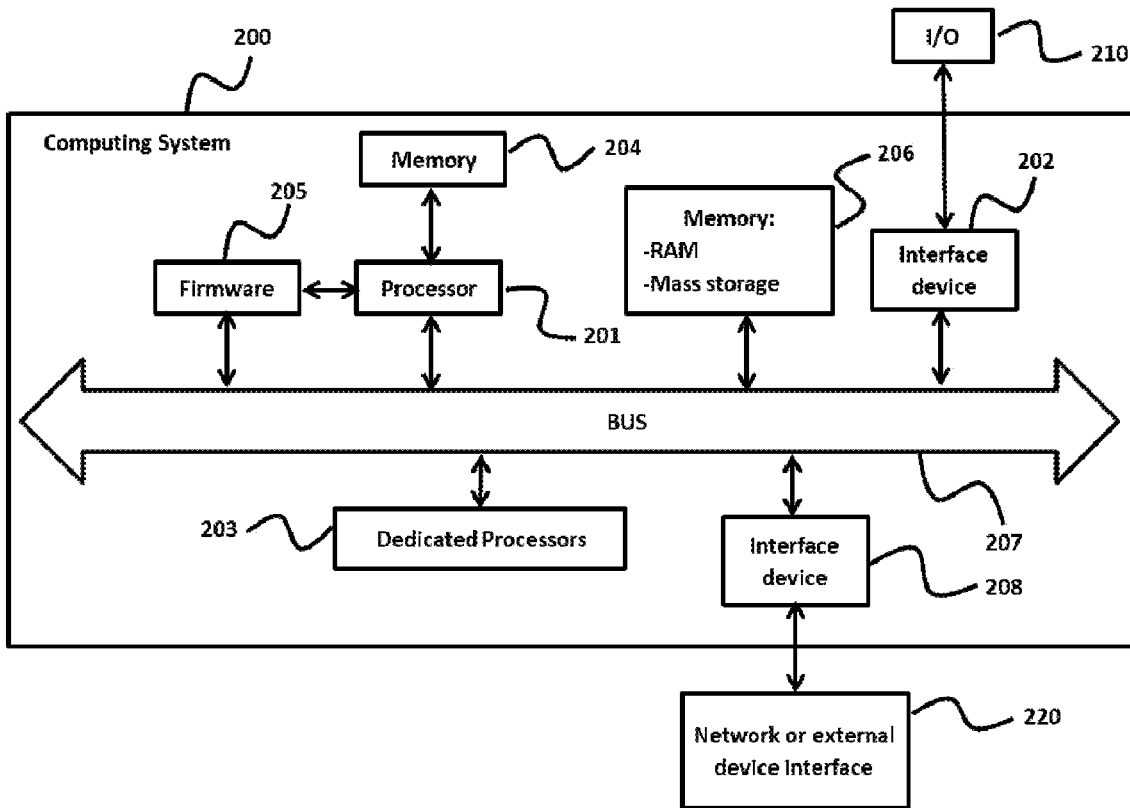 200
I/O
210
Computing System
Memory
204
206
202
205
Memory:
-RAM
-Mass storage
Interface
device
Firmware
Processor
201
BUS
203
Dedicated Processors
Interface
device
207
208
Network or external
device Interface
220